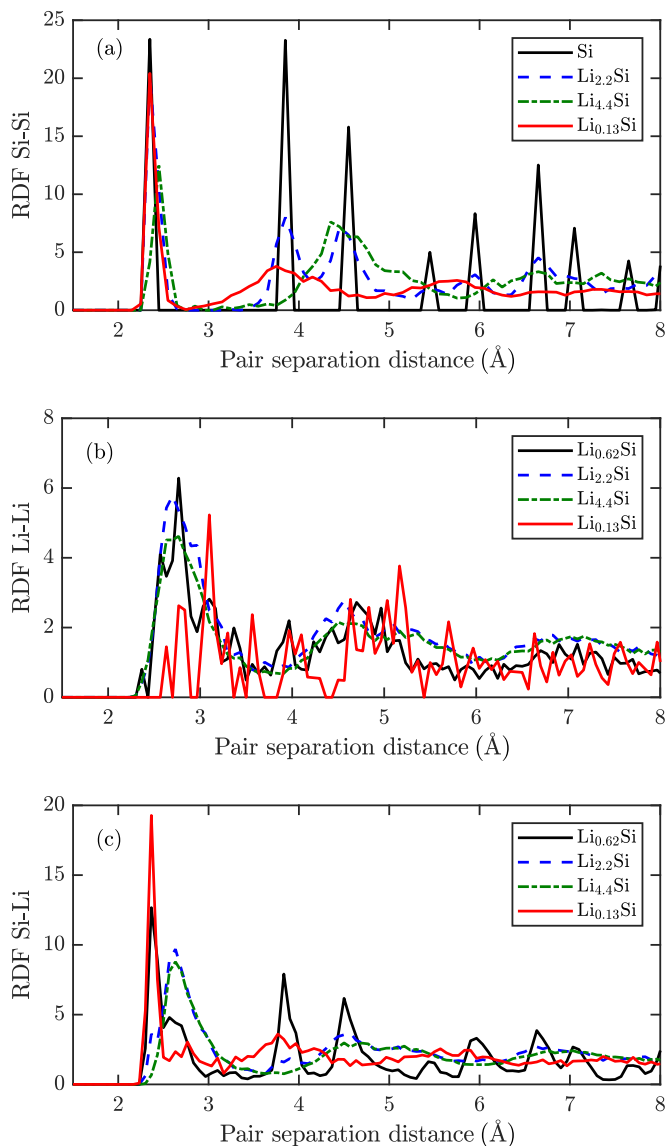 (a)
Si
Li2.2Si
Li4.4Si
Li0.13Si
RDF Si-Si
0
5
10
15
20
25
2 3 4 5 6 7 8
Pair separation distance (Å)
(b)
Li0.62Si
Li2.2Si
Li4.4Si
Li0.13Si
RDF Li-Li
0
2
4
6
8
2 3 4 5 6 7 8
Pair separation distance (Å)
(c)
Li0.62Si
Li2.2Si
Li4.4Si
Li0.13Si
RDF Si-Li
0
5
10
15
20
2 3 4 5 6 7 8
Pair separation distance (Å)